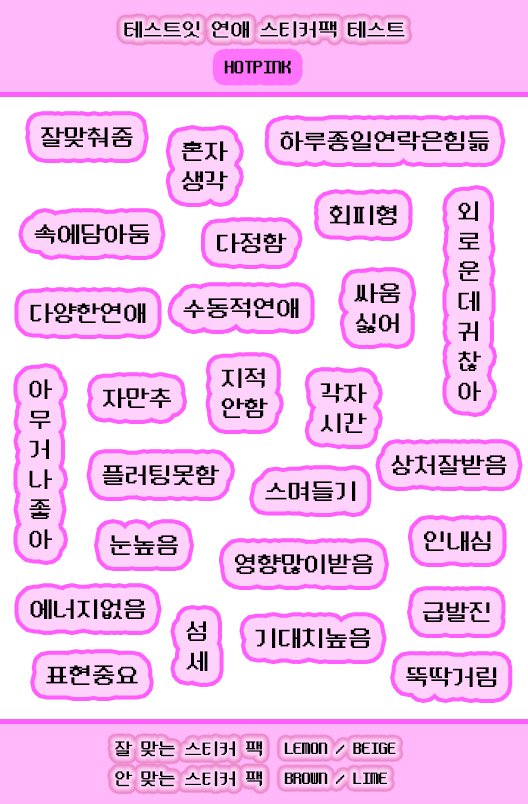 테스트잇 연애 스티커팩 테스트
HOTPINK
잘맞춰줌
혼자
생각
하루종일연락은힘듦
속에담아둠
다정함
회피형
외
로
운
데
귀
찮
아
다양한연애
수동적연애
싸움
싫어
아
무
거
나
좋
아
자만추
지적
안함
각자
시간
플러팅못함
스며들기
상처잘받음
눈높음
영향많이받음
인내심
에너지없음
섬
세
기대치높음
급발진
표현중요
뚝딱거림
잘 맞는 스티커 팩 LEMON / BEIGE
안 맞는 스티커 팩 BROWN / LIME